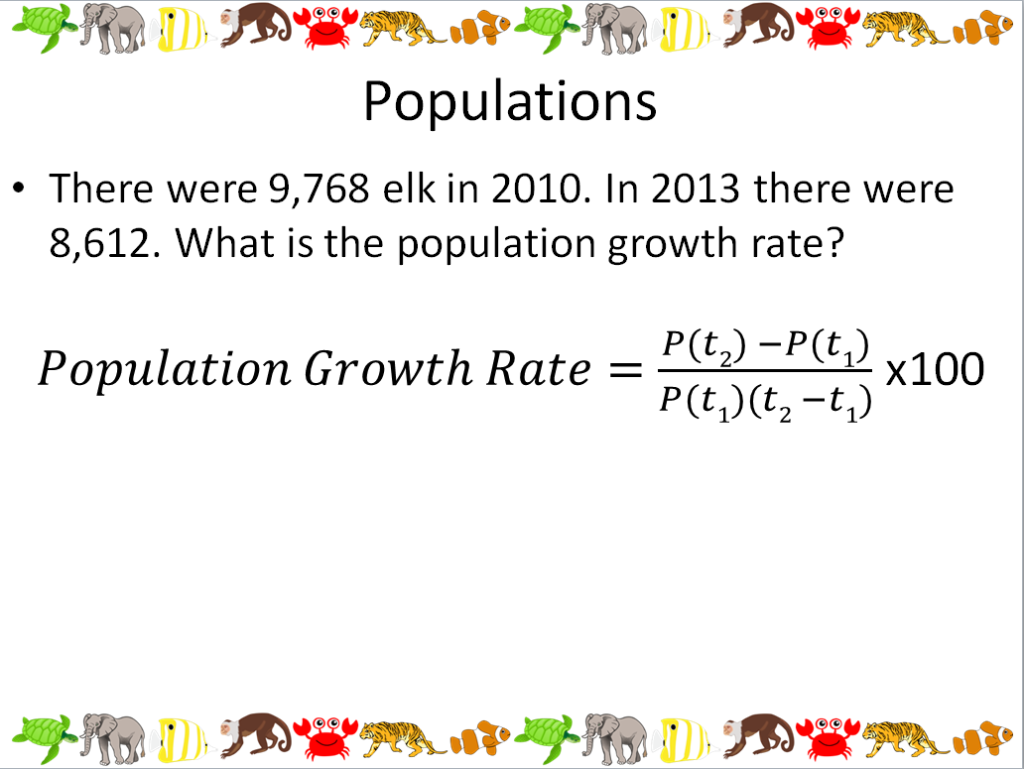 Populations
• There were 9,768 elk in 2010. In 2013 there were
8,612. What is the population growth rate?
Population Growth Rate = \frac{P(t_2) − P(t_1)}{P(t_1)(t_2 − t_1)} x100